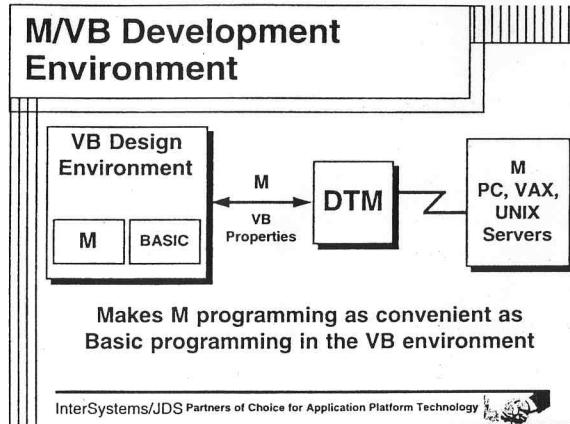 M/VB Development
Environment
VB Design
Environment
M
BASIC
M
VB
Properties
DTM
M
PC, VAX,
UNIX
Servers
Makes M programming as convenient as
Basic programming in the VB environment
InterSystems/JDS Partners of Choice for Application Platform Technology